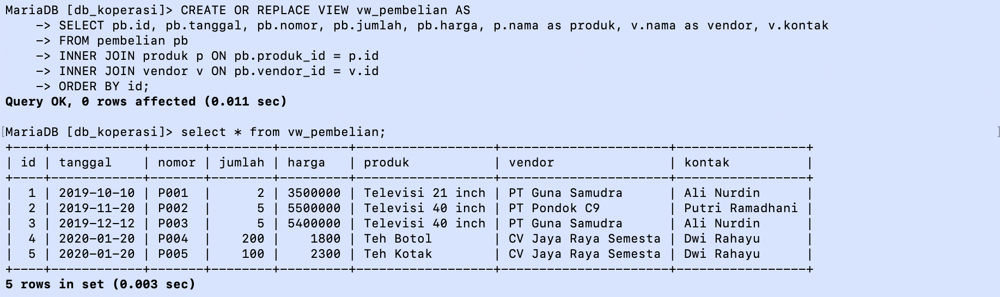 MariaDB [db_koperasi]> CREATE OR REPLACE VIEW vw_pembelian AS
    -> SELECT pb.id, pb.tanggal, pb.nomor, pb.jumlah, pb.harga, p.nama as produk, v.nama as vendor, v.kontak
    -> FROM pembelian pb
    -> INNER JOIN produk p ON pb.produk_id = p.id
    -> INNER JOIN vendor v ON pb.vendor_id = v.id
    -> ORDER BY id;
Query OK, 0 rows affected (0.011 sec)

[MariaDB [db_koperasi]> select * from vw_pembelian; ]
+----+------------+-------+--------+---------+------------------+----------------------+-----------------+
| id | tanggal    | nomor | jumlah | harga   | produk           | vendor               | kontak          |
+----+------------+-------+--------+---------+------------------+----------------------+-----------------+
|  1 | 2019-10-10 | P001  |      2 | 3500000 | Televisi 21 inch | PT Guna Samudra      | Ali Nurdin      |
|  2 | 2019-11-20 | P002  |      5 | 5500000 | Televisi 40 inch | PT Pondok C9         | Putri Ramadhani |
|  3 | 2019-12-12 | P003  |      5 | 5400000 | Televisi 40 inch | PT Guna Samudra      | Ali Nurdin      |
|  4 | 2020-01-20 | P004  |    200 |    1800 | Teh Botol        | CV Jaya Raya Semesta | Dwi Rahayu      |
|  5 | 2020-01-20 | P005  |    100 |    2300 | Teh Kotak        | CV Jaya Raya Semesta | Dwi Rahayu      |
+----+------------+-------+--------+---------+------------------+----------------------+-----------------+
5 rows in set (0.003 sec)